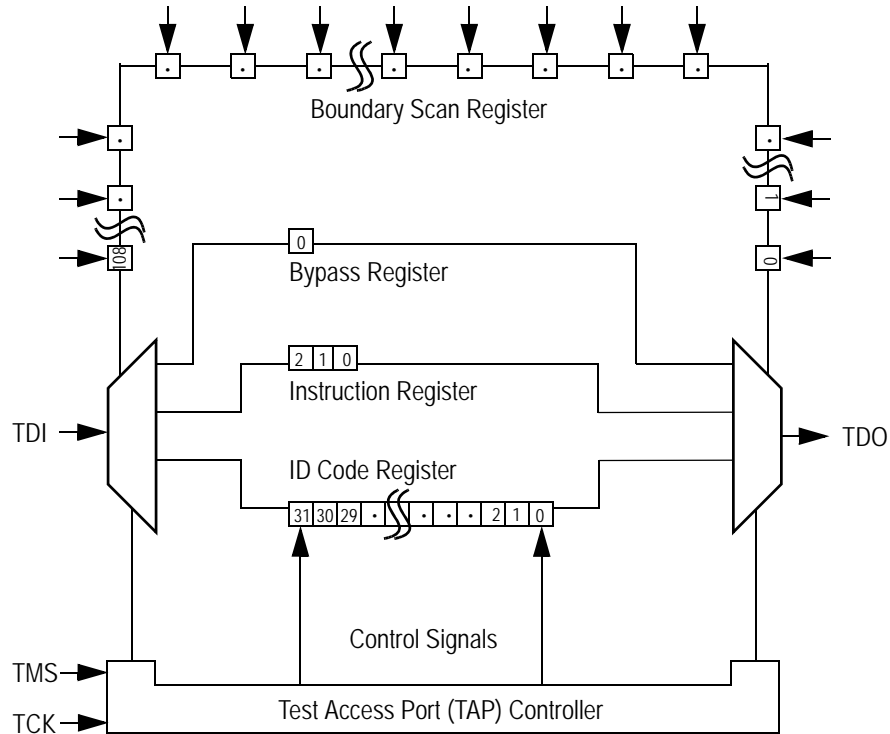 · · · · · · · ·
Boundary Scan Register
· ·
· 1
108 0
0
Bypass Register
2 1 0
Instruction Register
TDI TDO
ID Code Register
31 30 29 · · · · 2 1 0
Control Signals
TMS
Test Access Port (TAP) Controller
TCK